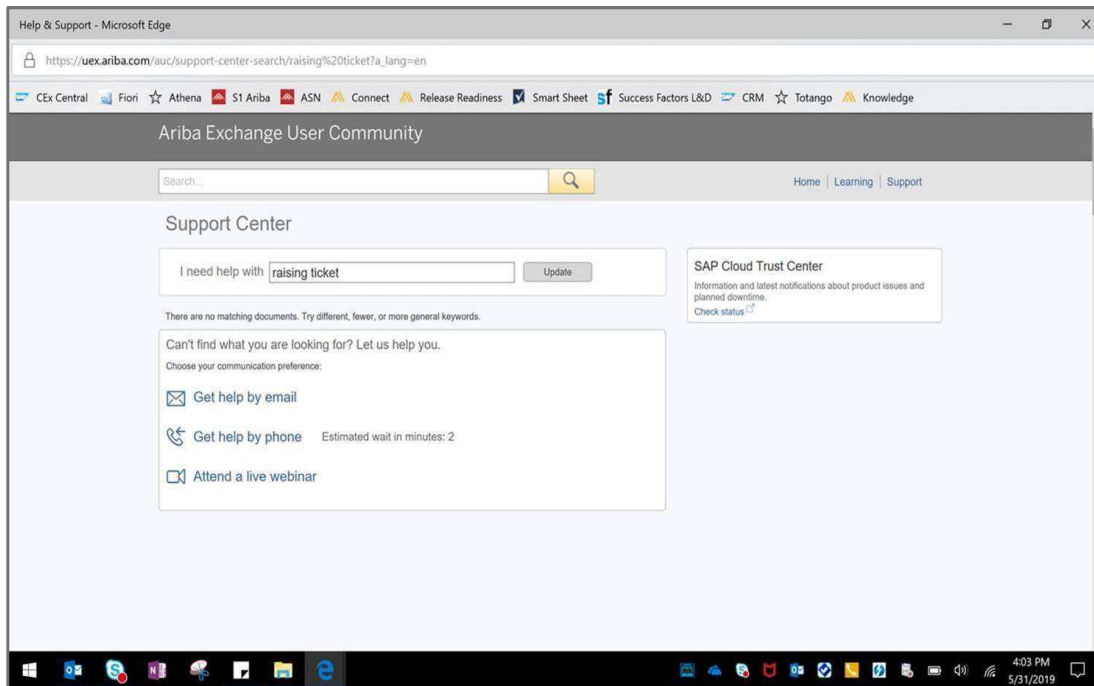 Help & Support - Microsoft Edge
https://uex.ariba.com/auc/support-center-search/raising%20ticket?a_lang=en
CEx Central Fiori Athena S1 Ariba ASN Connect Release Readiness Smart Sheet Success Factors L&D CRM Totango Knowledge
Ariba Exchange User Community
Search...
Home | Learning | Support
Support Center
I need help with raising ticket Update
There are no matching documents. Try different, fewer, or more general keywords.
Can't find what you are looking for? Let us help you.
Choose your communication preference:
Get help by email
Get help by phone Estimated wait in minutes: 2
Attend a live webinar
SAP Cloud Trust Center
Information and latest notifications about product issues and
planned downtime.
Check status
4:03 PM
5/31/2019